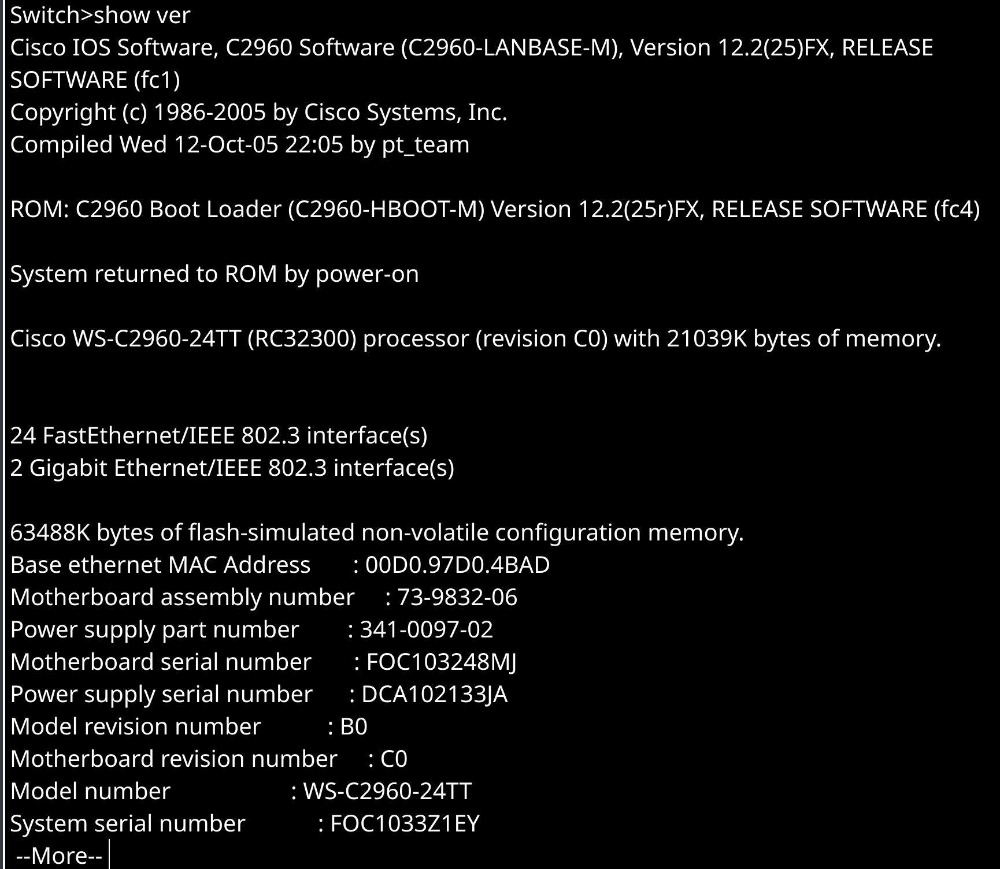 Switch>show ver
Cisco IOS Software, C2960 Software (C2960-LANBASE-M), Version 12.2(25)FX, RELEASE
SOFTWARE (fc1)
Copyright (c) 1986-2005 by Cisco Systems, Inc.
Compiled Wed 12-Oct-05 22:05 by pt_team

ROM: C2960 Boot Loader (C2960-HBOOT-M) Version 12.2(25r)FX, RELEASE SOFTWARE (fc4)

System returned to ROM by power-on

Cisco WS-C2960-24TT (RC32300) processor (revision C0) with 21039K bytes of memory.

24 FastEthernet/IEEE 802.3 interface(s)
2 Gigabit Ethernet/IEEE 802.3 interface(s)

63488K bytes of flash-simulated non-volatile configuration memory.
Base ethernet MAC Address       : 00D0.97D0.4BAD
Motherboard assembly number     : 73-9832-06
Power supply part number        : 341-0097-02
Motherboard serial number       : FOC103248MJ
Power supply serial number      : DCA102133JA
Model revision number           : B0
Motherboard revision number     : C0
Model number                    : WS-C2960-24TT
System serial number            : FOC1033Z1EY
 --More--